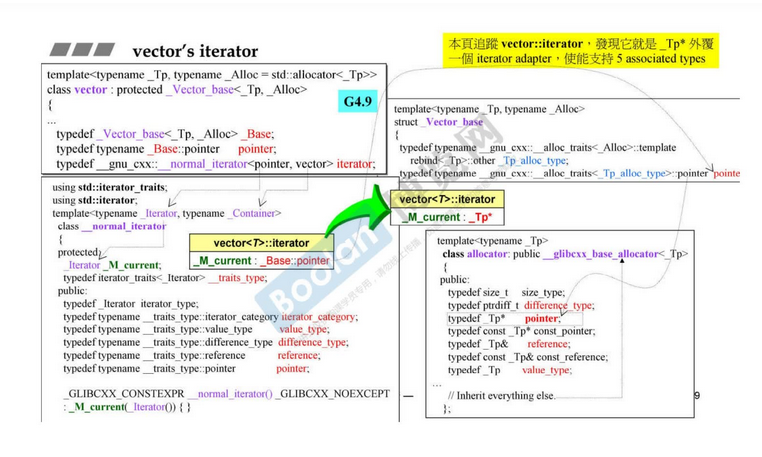 vector's iterator
本頁追蹤 vector::iterator，發現它就是 _Tp* 外覆
一個 iterator adapter，使能支持 5 associated types
template<typename _Tp, typename _Alloc = std::allocator<_Tp>>
class vector : protected _Vector_base<_Tp, _Alloc>
{
...
typedef _Vector_base<_Tp, _Alloc> _Base;
typedef typename _Base::pointer pointer;
typedef __gnu_cxx::__normal_iterator<pointer, vector> iterator;
G4.9
template<typename _Tp, typename _Alloc>
struct _Vector_base
{
typedef typename __gnu_cxx::__alloc_traits<_Alloc>::template
rebind<_Tp>::other _Tp_alloc_type;
typedef typename __gnu_cxx::__alloc_traits<_Tp_alloc_type>::pointer pointe
using std::iterator_traits;
using std::iterator;
template<typename _Iterator, typename _Container>
class __normal_iterator
{
protected:
_Iterator _M_current;
typedef iterator_traits<_Iterator> __traits_type;
public:
typedef _Iterator iterator_type;
typedef typename __traits_type::iterator_category iterator_category;
typedef typename __traits_type::value_type value_type;
typedef typename __traits_type::difference_type difference_type;
typedef typename __traits_type::reference reference;
typedef typename __traits_type::pointer pointer;
_GLIBCXX_CONSTEXPR __normal_iterator() _GLIBCXX_NOEXCEPT
: _M_current(_Iterator()) { }
vector<T>::iterator
_M_current : _Base::pointer
vector<T>::iterator
_M_current : _Tp*
template<typename _Tp>
class allocator: public __glibcxx_base_allocator<_Tp>
{
public:
typedef size_t size_type;
typedef ptrdiff_t difference_type;
typedef _Tp* pointer;
typedef const _Tp* const_pointer;
typedef _Tp& reference;
typedef const _Tp& const_reference;
typedef _Tp value_type;
...
// Inherit everything else.
};
9
Boolan